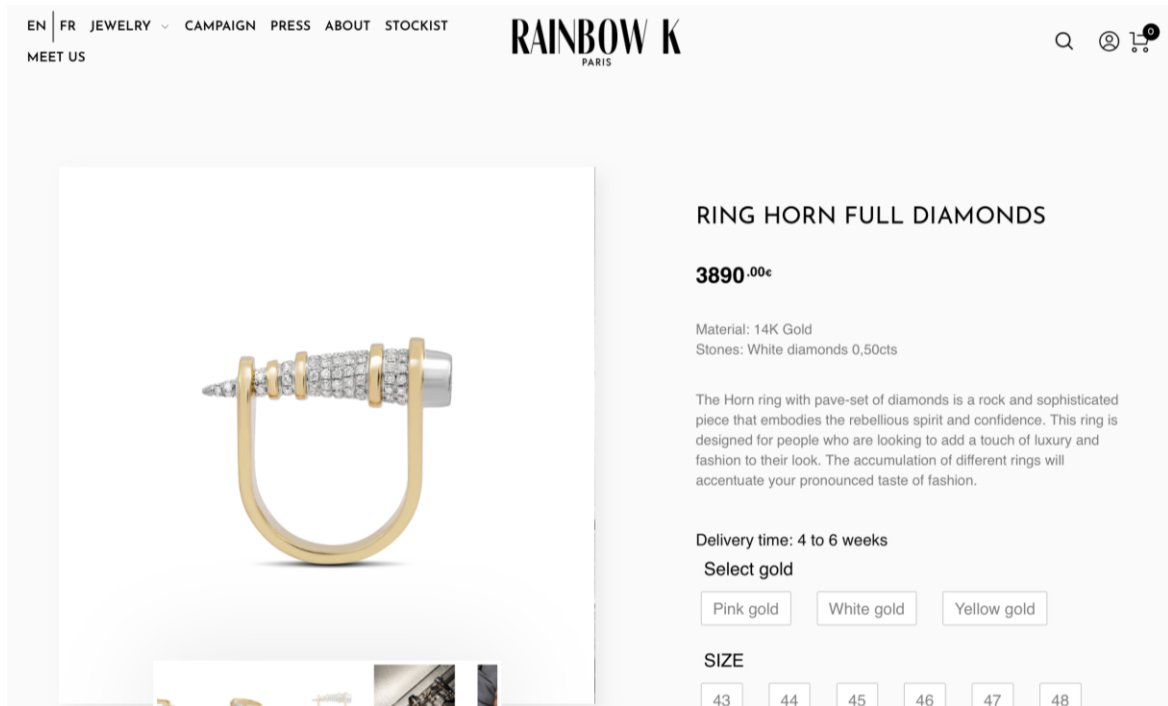 EN FR JEWELRY CAMPAIGN PRESS ABOUT STOCKIST
MEET US
RAINBOW K
PARIS
0
RING HORN FULL DIAMONDS
3890.00€
Material: 14K Gold
Stones: White diamonds 0,50cts
The Horn ring with pave-set of diamonds is a rock and sophisticated
piece that embodies the rebellious spirit and confidence. This ring is
designed for people who are looking to add a touch of luxury and
fashion to their look. The accumulation of different rings will
accentuate your pronounced taste of fashion.
Delivery time: 4 to 6 weeks
Select gold
Pink gold White gold Yellow gold
SIZE
43 44 45 46 47 48